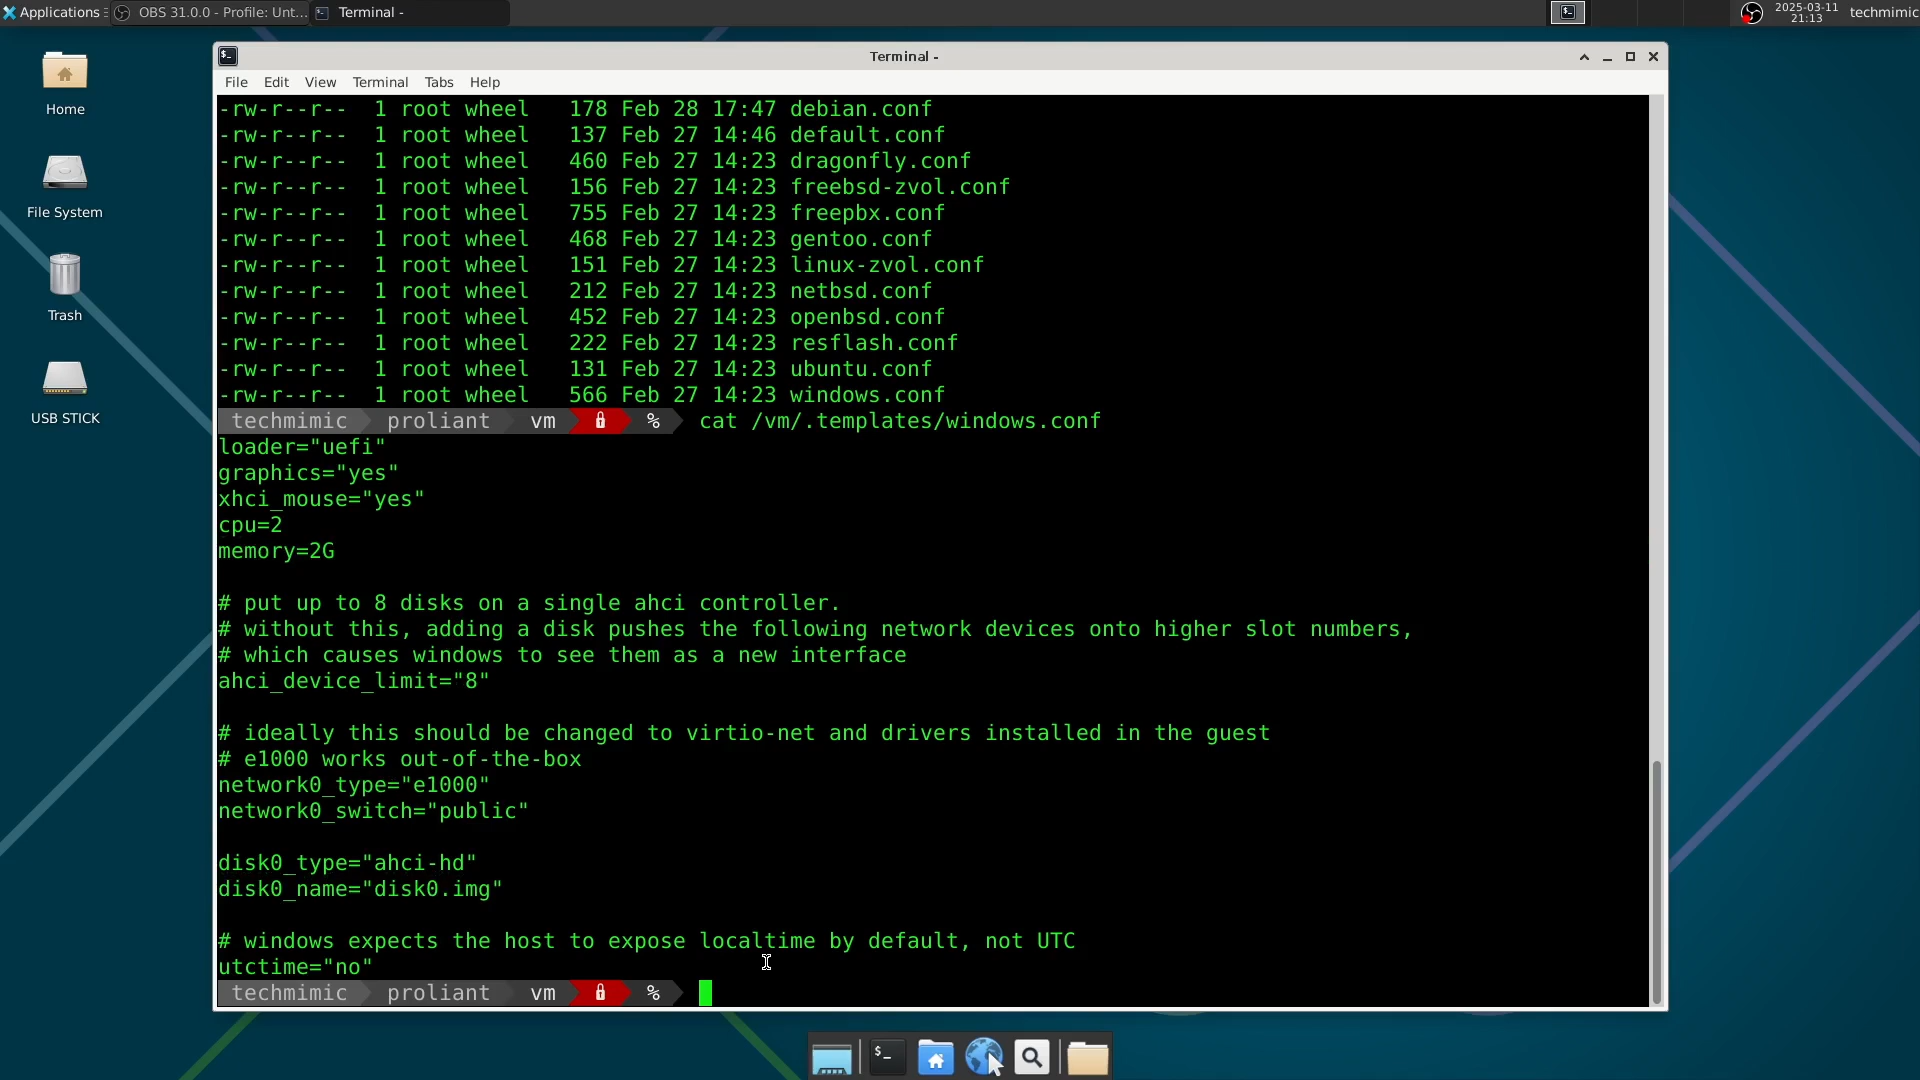 Applications
OBS 31.0.0 - Profile: Unt...
Terminal -
2025-03-11
21:13
techmimic
Home
File System
Trash
USB STICK
Terminal -
File Edit View Terminal Tabs Help
-rw-r--r-- 1 root wheel 178 Feb 28 17:47 debian.conf
-rw-r--r-- 1 root wheel 137 Feb 27 14:46 default.conf
-rw-r--r-- 1 root wheel 460 Feb 27 14:23 dragonfly.conf
-rw-r--r-- 1 root wheel 156 Feb 27 14:23 freebsd-zvol.conf
-rw-r--r-- 1 root wheel 755 Feb 27 14:23 freepbx.conf
-rw-r--r-- 1 root wheel 468 Feb 27 14:23 gentoo.conf
-rw-r--r-- 1 root wheel 151 Feb 27 14:23 linux-zvol.conf
-rw-r--r-- 1 root wheel 212 Feb 27 14:23 netbsd.conf
-rw-r--r-- 1 root wheel 452 Feb 27 14:23 openbsd.conf
-rw-r--r-- 1 root wheel 222 Feb 27 14:23 resflash.conf
-rw-r--r-- 1 root wheel 131 Feb 27 14:23 ubuntu.conf
-rw-r--r-- 1 root wheel 566 Feb 27 14:23 windows.conf
techmimic proliant vm % cat /vm/.templates/windows.conf
loader="uefi"
graphics="yes"
xhci_mouse="yes"
cpu=2
memory=2G
# put up to 8 disks on a single ahci controller.
# without this, adding a disk pushes the following network devices onto higher slot numbers,
# which causes windows to see them as a new interface
ahci_device_limit="8"
# ideally this should be changed to virtio-net and drivers installed in the guest
# e1000 works out-of-the-box
network0_type="e1000"
network0_switch="public"
disk0_type="ahci-hd"
disk0_name="disk0.img"
# windows expects the host to expose localtime by default, not UTC
utctime="no"
techmimic proliant vm %